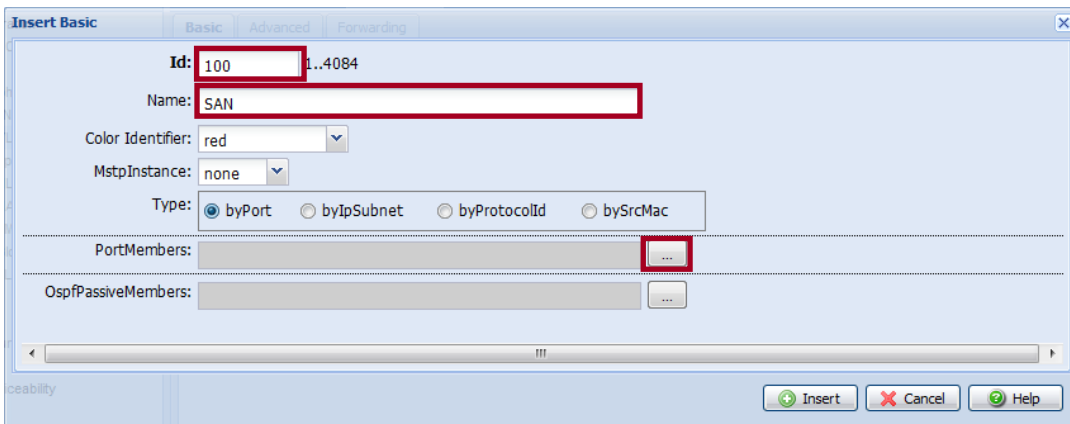 Insert Basic
Basic Advanced Forwarding
Id: 100 1..4084
Name: SAN
Color Identifier: red
MstpInstance: none
Type: byPort byIpSubnet byProtocolId bySrcMac
PortMembers: ...
OspfPassiveMembers: ...
ceability
Insert Cancel Help